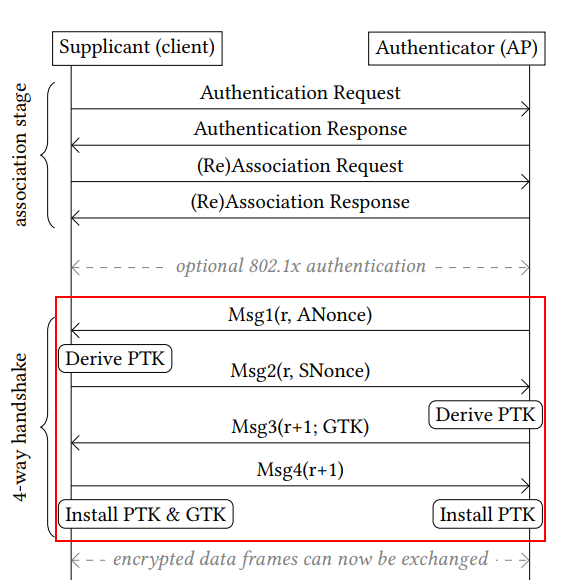 Supplicant (client)
Authenticator (AP)
association stage
Authentication Request
Authentication Response
(Re)Association Request
(Re)Association Response
optional 802.1x authentication
4-way handshake
Msg1(r, ANonce)
Derive PTK
Msg2(r, SNonce)
Derive PTK
Msg3(r+1; GTK)
Msg4(r+1)
Install PTK & GTK
Install PTK
encrypted data frames can now be exchanged